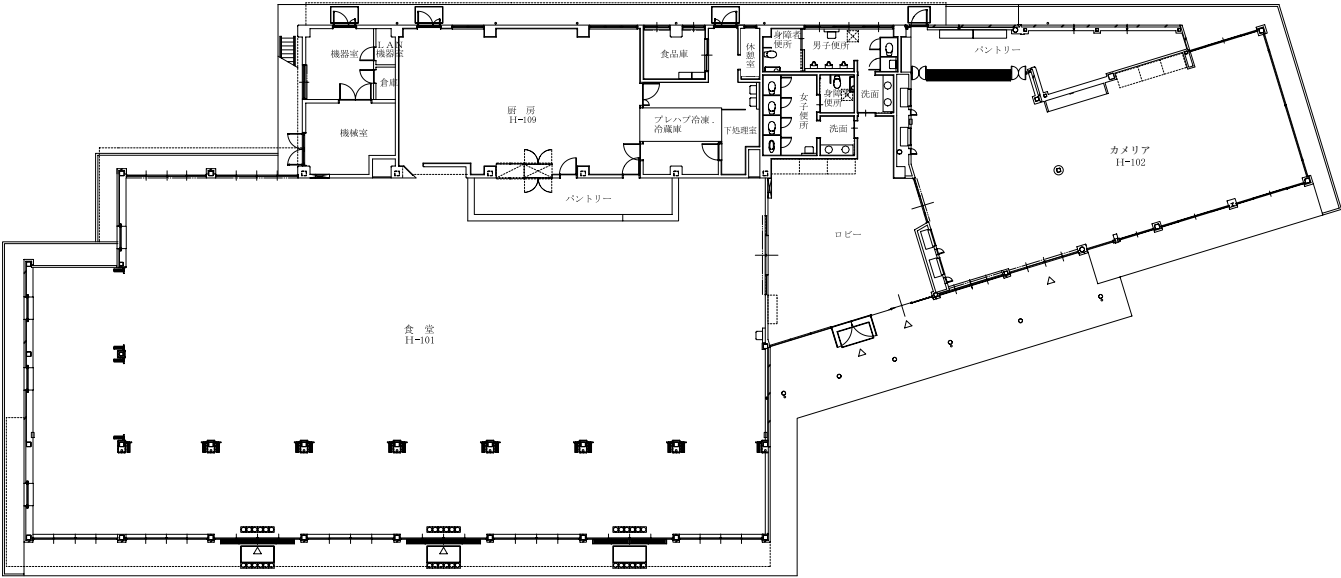 機器室
LAN
機器室
倉庫
機械室
厨 房
H-109
食品庫
休憩室
プレハブ冷凍.
冷蔵庫
下処理室
身障者
便所
男子便所
女子便所
身障者
便所
洗面
洗面
パントリー
カメリア
H-102
パントリー
ロビー
食 堂
H-101